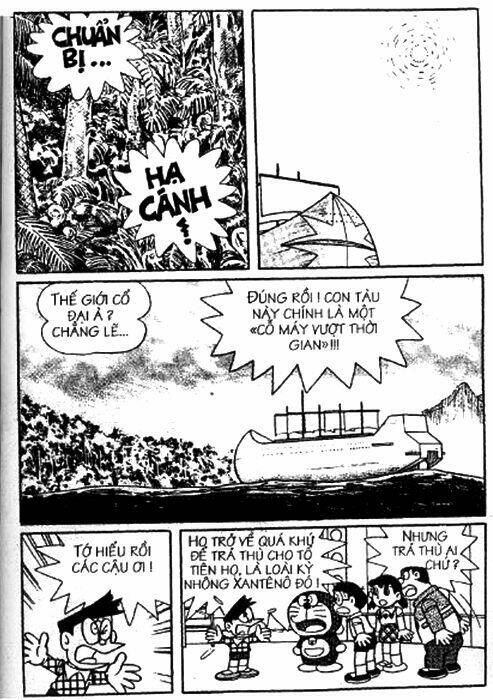 CHUẨN
BỊ...
HẠ
CÁNH
!
THẾ GIỚI CỔ
ĐẠI À ?
CHẲNG LẼ...
ĐÚNG RỒI ! CON TÀU
NÀY CHÍNH LÀ MỘT
«CỖ MÁY VƯỢT THỜI
GIAN»!!!
TỚ HIỂU RỒI
CÁC CẬU ƠI !
HỌ TRỞ VỀ QUÁ KHỨ
ĐỂ TRẢ THÙ CHO TỔ
TIÊN HỌ, LÀ LOÀI KỲ
NHÔNG XANTÊNÔ ĐÓ !
NHƯNG
TRẢ THÙ AI
CHỨ ?